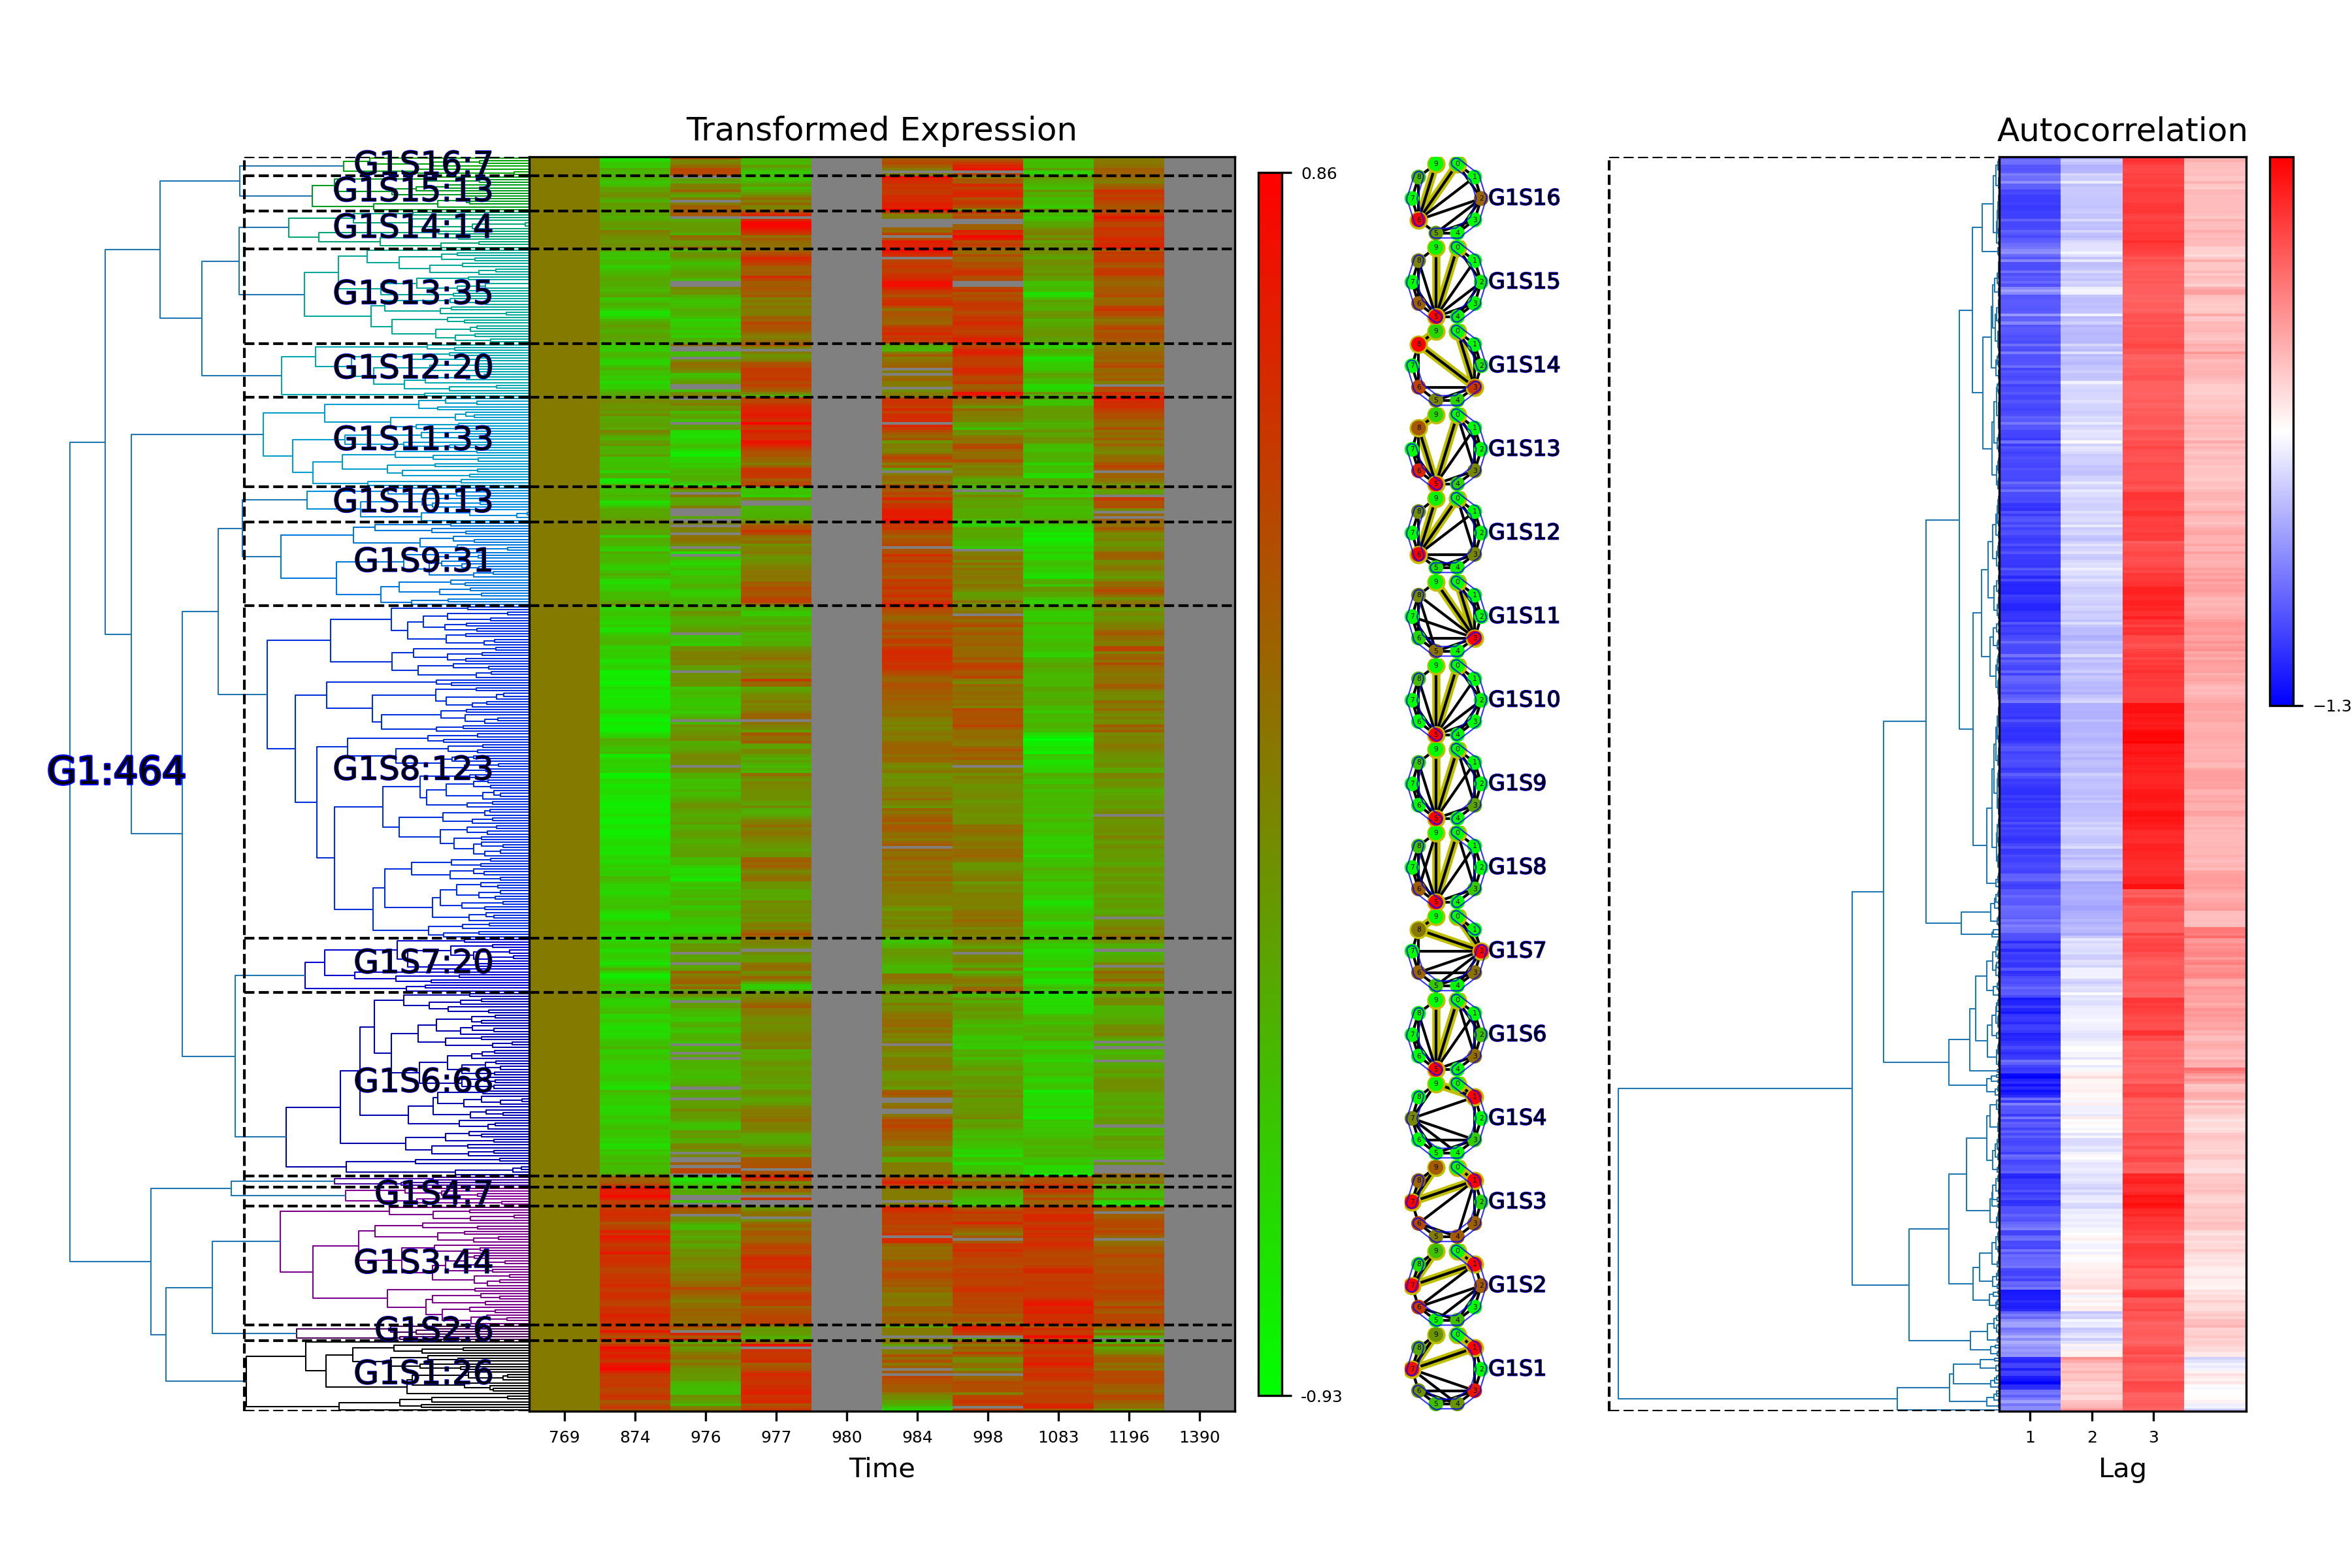 Transformed Expression
Autocorrelation
G1S16:7
G1S15:13
G1S14:14
G1S13:35
G1S12:20
G1S11:33
G1S10:13
G1S9:31
G1S8:123
G1:464
G1S7:20
G1S6:68
G1S4:7
G1S3:44
G1S2:6
G1S1:26
0.86
-0.93
G1S16
G1S15
G1S14
G1S13
G1S12
G1S11
G1S10
G1S9
G1S8
G1S7
G1S6
G1S4
G1S3
G1S2
G1S1
−1.3
769 874 976 977 980 984 998 1083 1196 1390
Time
1 2 3
Lag